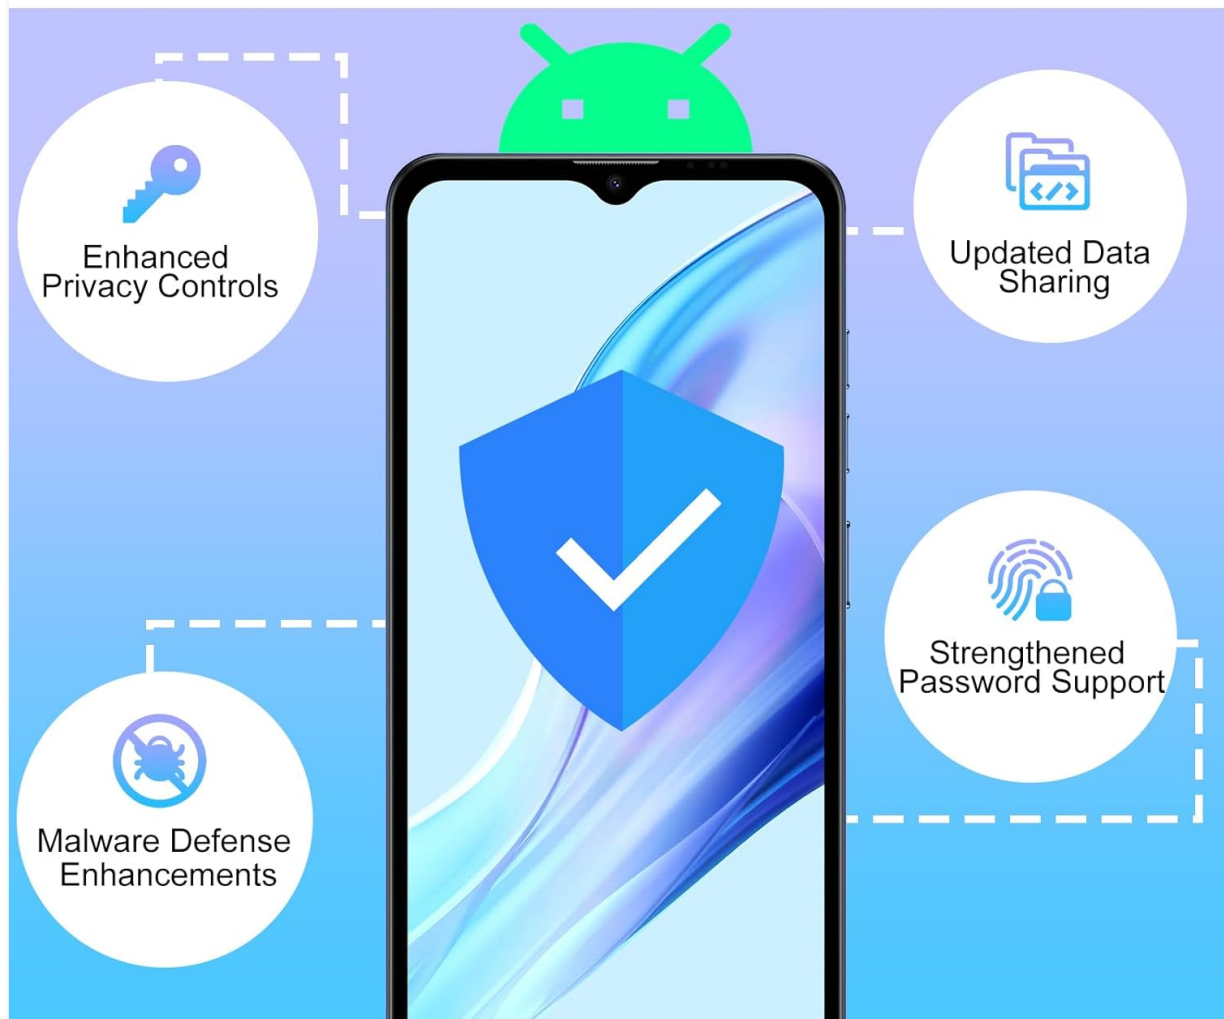 Enhanced
Privacy Controls
Updated Data
Sharing
Strengthened
Password Support
Malware Defense
Enhancements